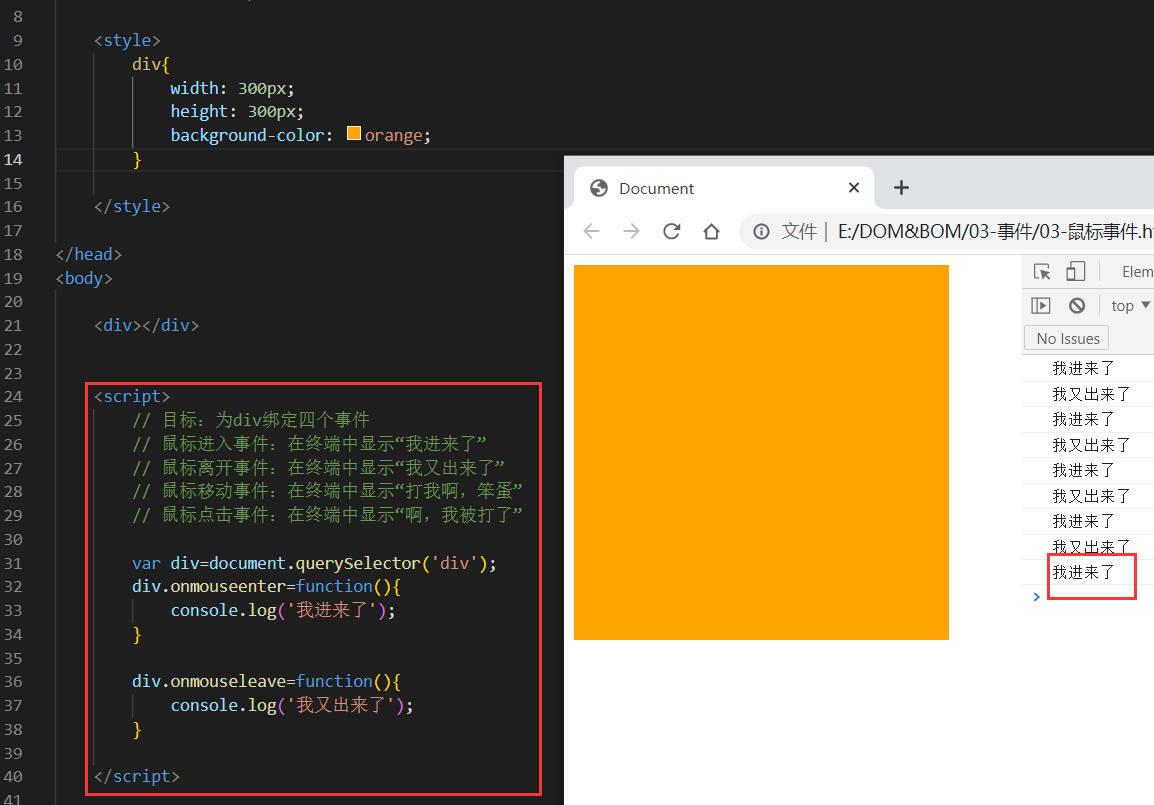 8
9 <style>
10 div{
11 width: 300px;
12 height: 300px;
13 background-color: orange;
14 }
15
16 </style>
17
18 </head>
19 <body>
20
21 <div></div>
22
23
24 <script>
25 // 目标：为div绑定四个事件
26 // 鼠标进入事件：在终端中显示“我进来了”
27 // 鼠标离开事件：在终端中显示“我又出来了”
28 // 鼠标移动事件：在终端中显示“打我啊，笨蛋”
29 // 鼠标点击事件：在终端中显示“啊，我被打了”
30
31 var div=document.querySelector('div');
32 div.onmouseenter=function(){
33 console.log('我进来了');
34 }
35
36 div.onmouseleave=function(){
37 console.log('我又出来了');
38 }
39
40 </script>
41
Document
文件 | E:/DOM&BOM/03-事件/03-鼠标事件.h
Elem
top
No Issues
我进来了
我又出来了
我进来了
我又出来了
我进来了
我又出来了
我进来了
我又出来了
我进来了